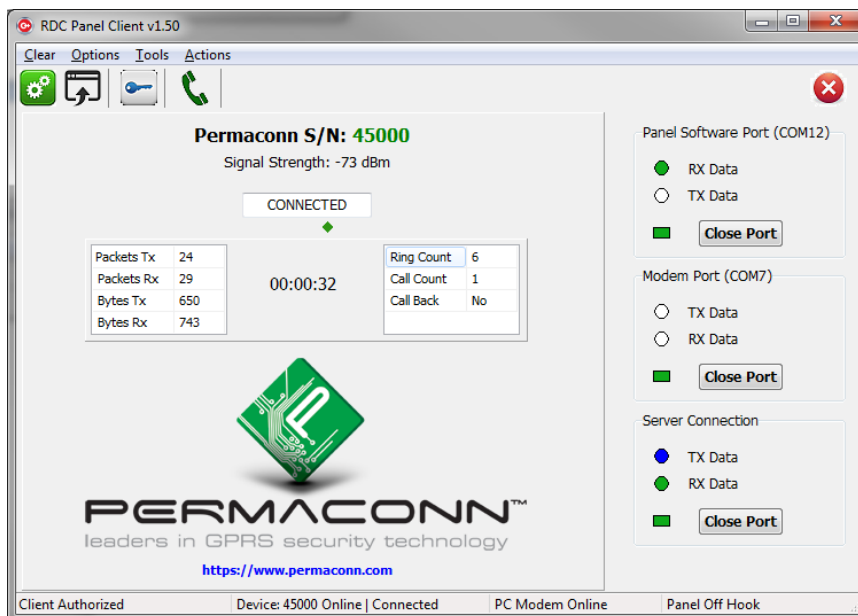 RDC Panel Client v1.50
Clear Options Tools Actions
Permaconn S/N: 45000
Signal Strength: -73 dBm
CONNECTED
Packets Tx 24
Packets Rx 29
Bytes Tx 650
Bytes Rx 743
00:00:32
Ring Count 6
Call Count 1
Call Back No
P
PERMACONN™
leaders in GPRS security technology
https://www.permaconn.com
Panel Software Port (COM12)
RX Data
TX Data
Close Port
Modem Port (COM7)
TX Data
RX Data
Close Port
Server Connection
TX Data
RX Data
Close Port
Client Authorized Device: 45000 Online | Connected PC Modem Online Panel Off Hook